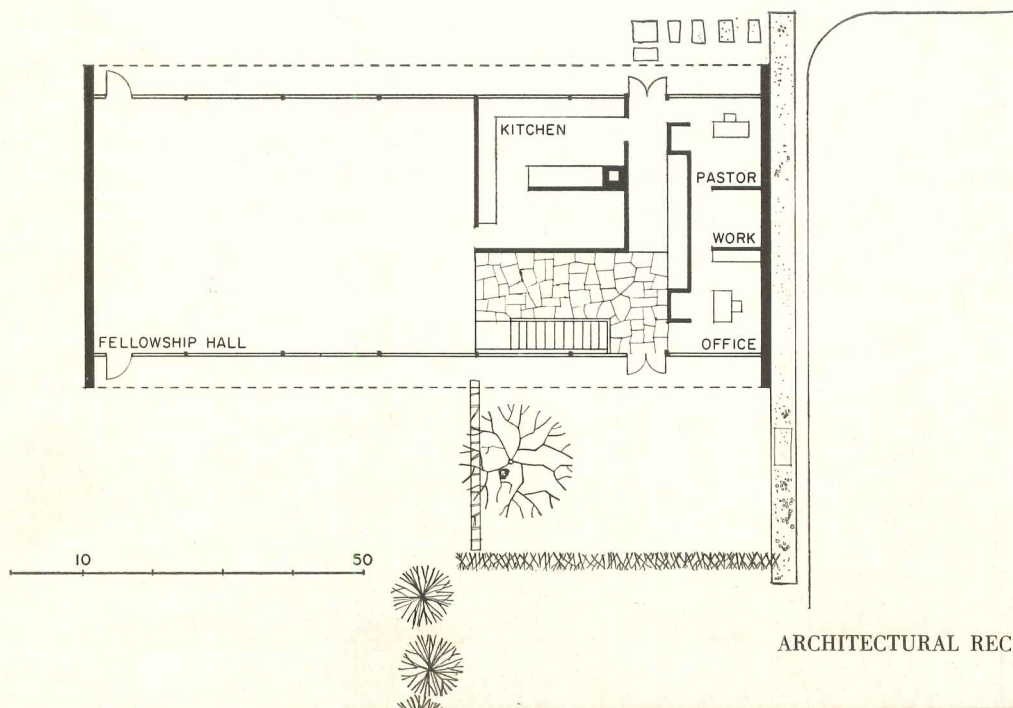 KITCHEN
PASTOR
WORK
FELLOWSHIP HALL
OFFICE
10
50
ARCHITECTURAL REC